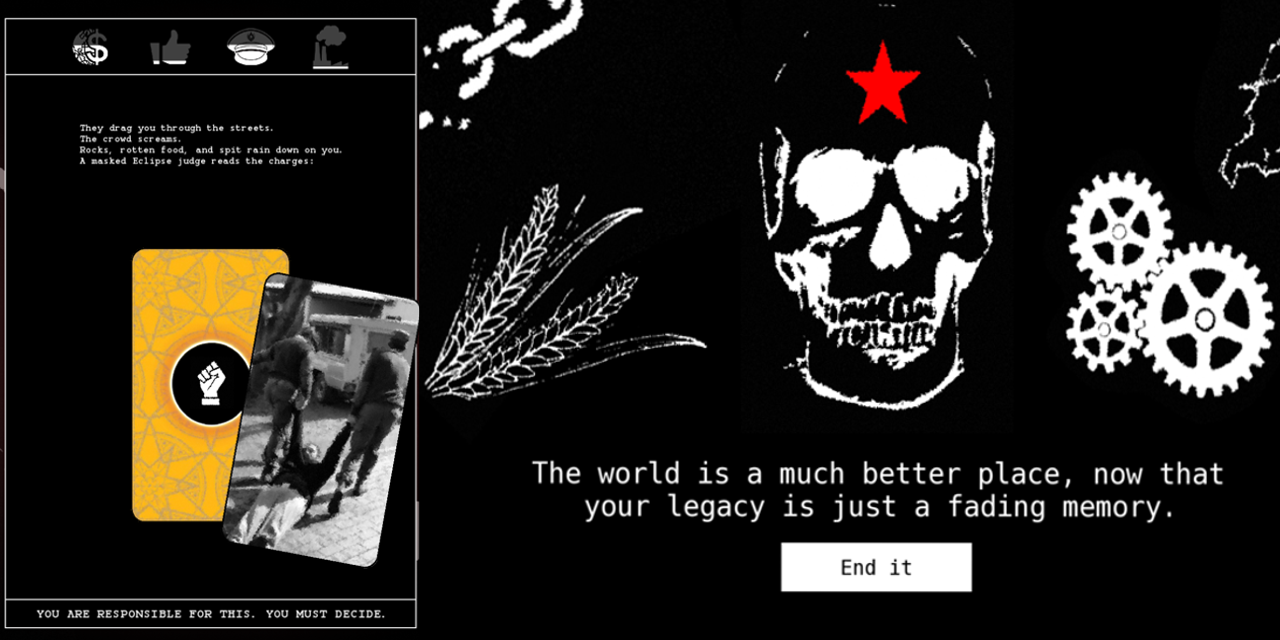 They drag you through the streets.
The crowd screams.
Rocks, rotten food, and spit rain down on you.
A masked Eclipse judge reads the charges:
YOU ARE RESPONSIBLE FOR THIS. YOU MUST DECIDE.
The world is a much better place, now that
your legacy is just a fading memory.
End it